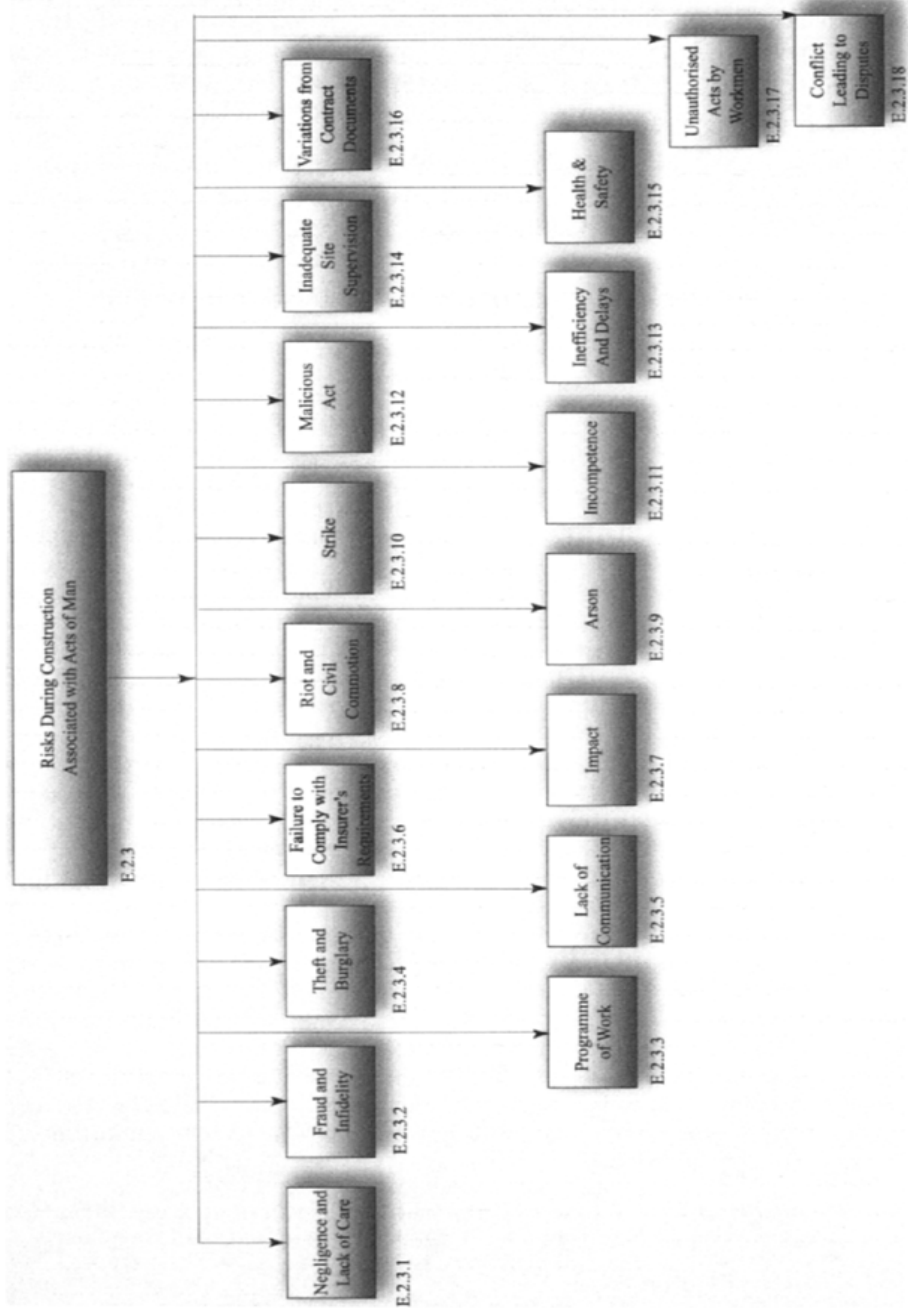 Risks During Construction
Associated with Acts of Man
E.2.3
Negligence and
Lack of Care
E.2.3.1
Fraud and
Infidelity
E.2.3.2
Theft and
Burglary
E.2.3.4
Failure to
Comply with
Insurer's
Requirements
E.2.3.6
Riot and
Civil
Commotion
E.2.3.8
Strike
E.2.3.10
Malicious
Act
E.2.3.12
Inadequate
Site
Supervision
E.2.3.14
Variations from
Contract
Documents
E.2.3.16
Programme
of Work
E.2.3.3
Lack of
Communication
E.2.3.5
Impact
E.2.3.7
Arson
E.2.3.9
Incompetence
E.2.3.11
Inefficiency
And Delays
E.2.3.13
Health &
Safety
E.2.3.15
Unauthorised
Acts by
Workmen
E.2.3.17
Conflict
Leading to
Disputes
E.2.3.18